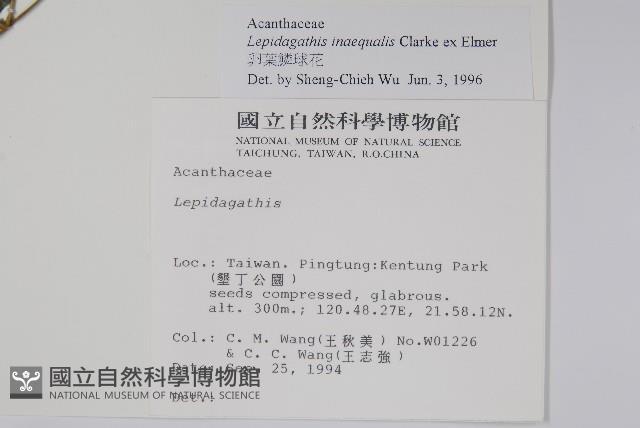 Acanthaceae
Lepidagathis inaequalis Clarke ex Elmer
卵葉鱗球花
Det. by Sheng-Chieh Wu Jun. 3, 1996
國立自然科學博物館
NATIONAL MUSEUM OF NATURAL SCIENCE
TAICHUNG, TAIWAN, R.O.CHINA
Acanthaceae
Lepidagathis
Loc.: Taiwan. Pingtung:Kentung Park
(墾丁公園)
seeds compressed, glabrous.
alt. 300m.; 120.48.27E, 21.58.12N.
Col.: C. M. Wang(王秋美) No.W01226
& C. C. Wang(王志強)
25, 1994
Det.:
國立自然科學博物館
NATIONAL MUSEUM OF NATURAL SCIENCE